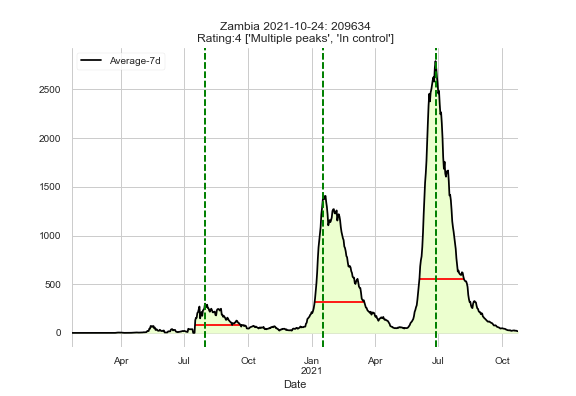 Zambia 2021-10-24: 209634
Rating:4 ['Multiple peaks', 'In control']
Average-7d
2500
2000
1500
1000
500
0
Apr Jul Oct Jan Apr Jul Oct
2021
Date